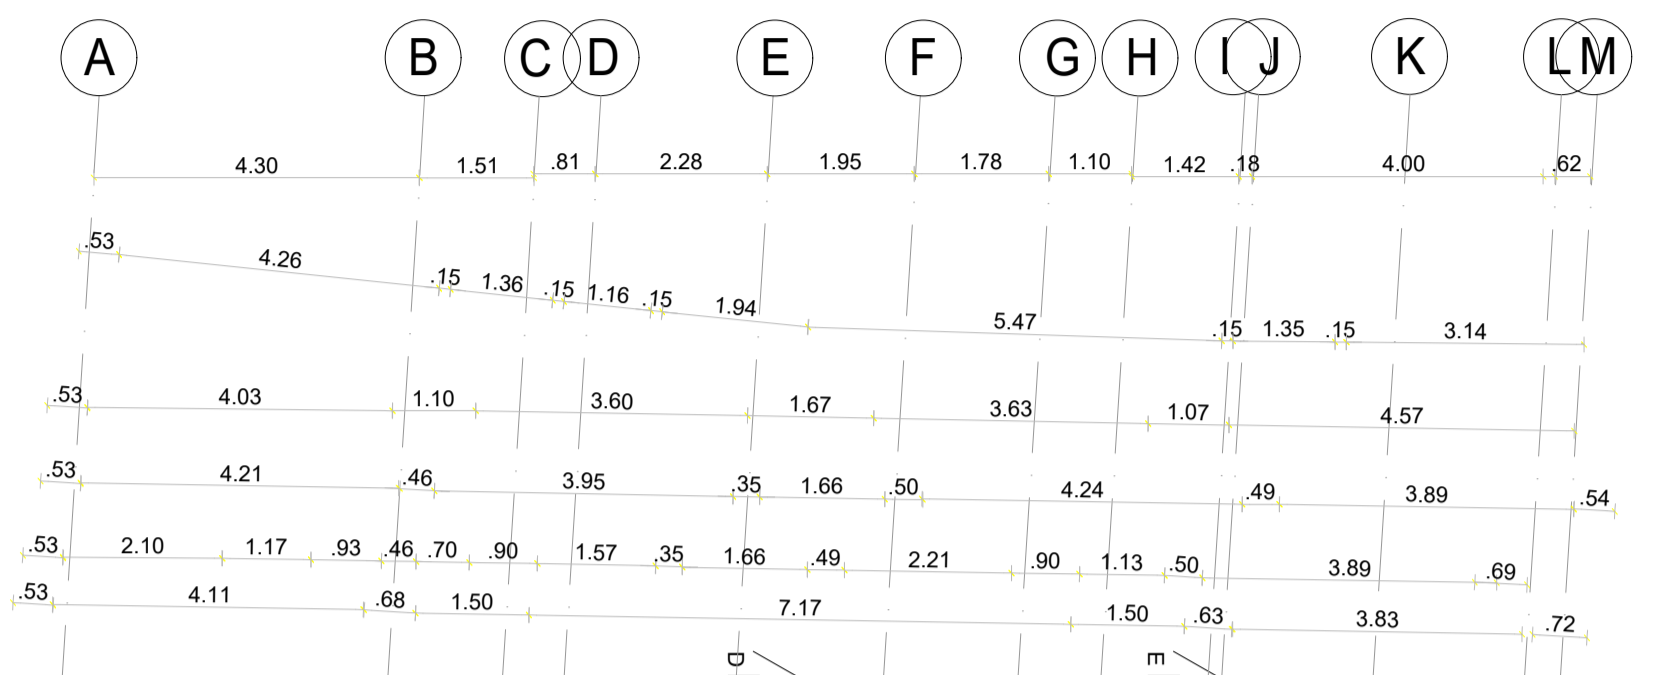 A B C D E F G H I J K L M
4.30 1.51 .81 2.28 1.95 1.78 1.10 1.42 .18 4.00 .62
.53 4.26 .15 1.36 .15 1.16 .15 1.94 5.47 .15 1.35 .15 3.14
.53 4.03 1.10 3.60 1.67 3.63 1.07 4.57
.53 4.21 .46 3.95 .35 1.66 .50 4.24 .49 3.89 .54
.53 2.10 1.17 .93 .46 .70 .90 1.57 .35 1.66 .49 2.21 .90 1.13 .50 3.89 .69
.53 4.11 .68 1.50 7.17 1.50 .63 3.83 .72
D E